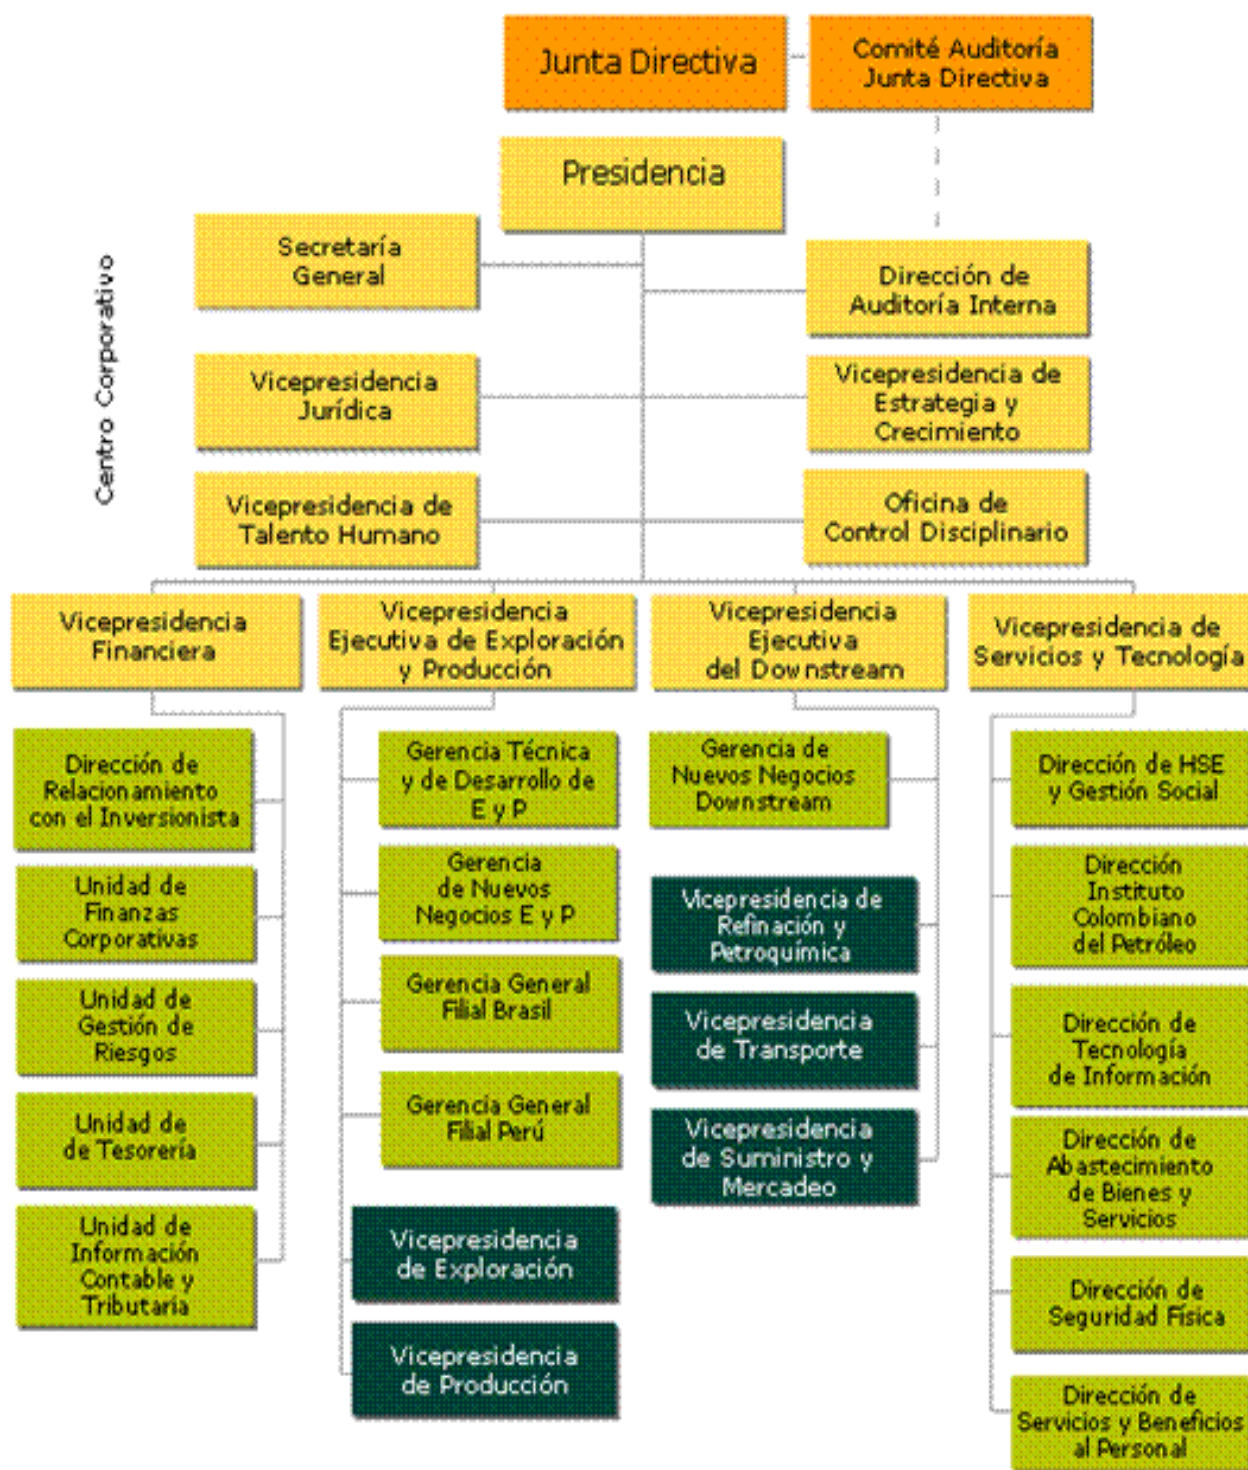 Junta Directiva
Comité Auditoría
Junta Directiva
Presidencia
Centro Corporativo
Secretaría
General
Dirección de
Auditoría Interna
Vicepresidencia
Jurídica
Vicepresidencia de
Estrategia y
Crecimiento
Vicepresidencia de
Talento Humano
Oficina de
Control Disciplinario
Vicepresidencia
Financiera
Vicepresidencia
Ejecutiva de Exploración
y Producción
Vicepresidencia
Ejecutiva
del Downstream
Vicepresidencia de
Servicios y Tecnología
Dirección de
Relacionamiento
con el Inversionista
Unidad de
Finanzas
Corporativas
Unidad de
Gestión de
Riesgos
Unidad de
de Tesorería
Unidad de
Información
Contable y
Tributaria
Gerencia Técnica
y de Desarrollo de
E y P
Gerencia
de Nuevos
Negocios E y P
Gerencia General
Filial Brasil
Gerencia General
Filial Perú
Vicepresidencia
de Exploración
Vicepresidencia
de Producción
Gerencia de
Nuevos Negocios
Downstream
Vicepresidencia de
Refinación y
Petroquímica
Vicepresidencia
de Transporte
Vicepresidencia
de Suministro y
Mercadeo
Dirección de HSE
y Gestión Social
Dirección
Instituto
Colombiano
del Petróleo
Dirección de
Tecnología
de Información
Dirección de
Abastecimiento
de Bienes y
Servicios
Dirección de
Seguridad Física
Dirección de
Servicios y Beneficios
al Personal